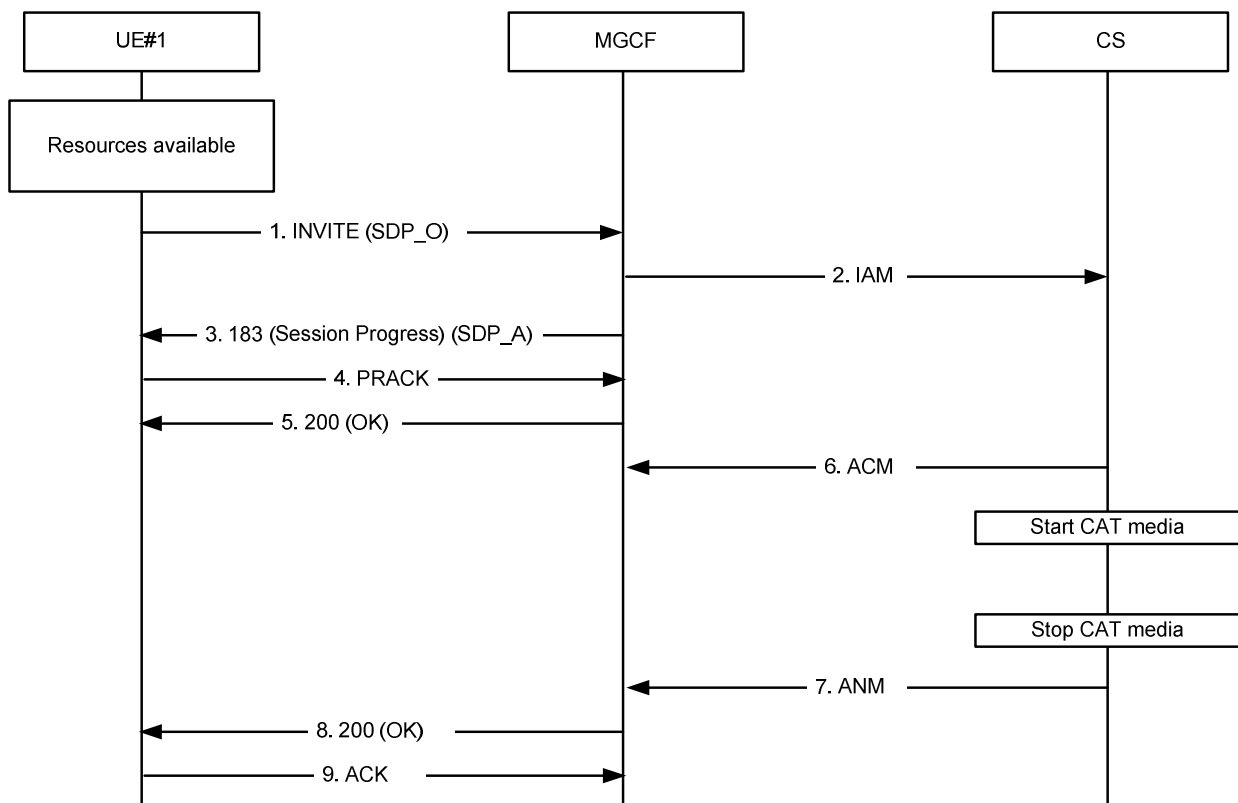 UE#1
MGCF
CS
Resources available
1. INVITE (SDP_O)
2. IAM
3. 183 (Session Progress) (SDP_A)
4. PRACK
5. 200 (OK)
6. ACM
Start CAT media
Stop CAT media
7. ANM
8. 200 (OK)
9. ACK